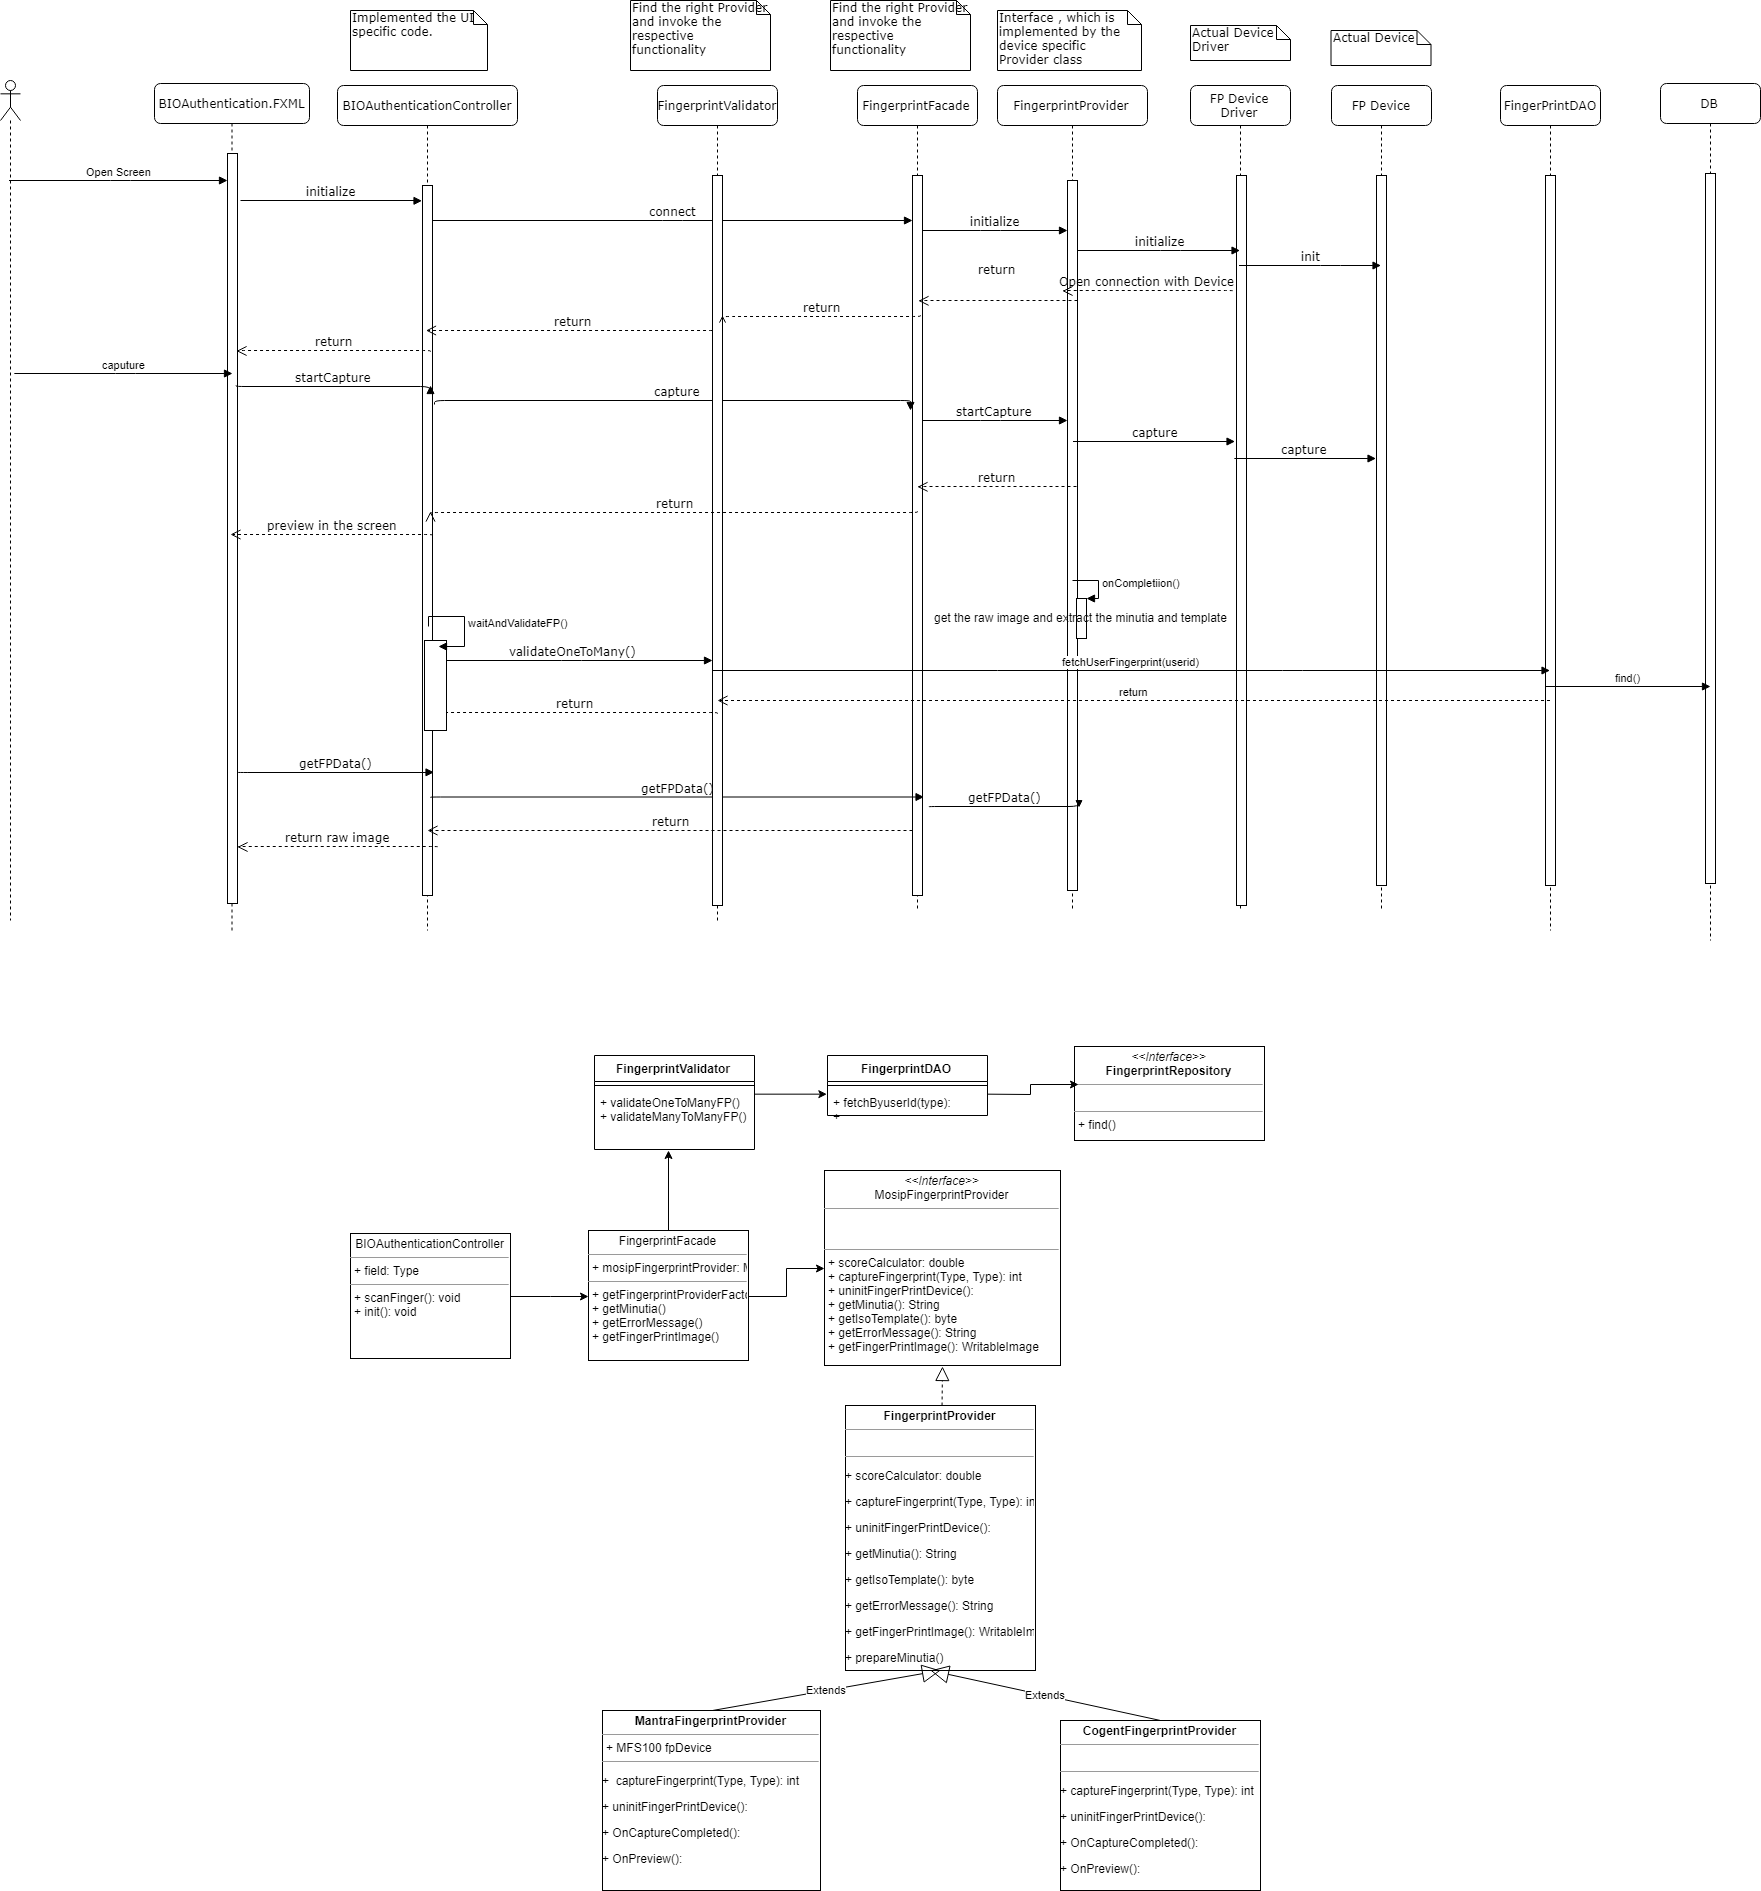 Implemented the UI
specific code.
Find the right Provider
and invoke the
respective
functionality
Find the right Provider
and invoke the
respective
functionality
Interface , which is
implemented by the
device specific
Provider class
Actual Device
Driver
Actual Device
BIOAuthentication.FXML
BIOAuthenticationController
FingerprintValidator
FingerprintFacade
FingerprintProvider
FP Device
Driver
FP Device
FingerPrintDAO
DB
Open Screen
initialize
connect
initialize
initialize
init
return
Open connection with Device
return
return
return
caputure
startCapture
capture
startCapture
capture
capture
return
return
preview in the screen
onCompletiion()
get the raw image and extract the minutia and template
waitAndValidateFP()
validateOneToMany()
fetchUserFingerprint(userid)
find()
return
return
getFPData()
getFPData()
getFPData()
return
return raw image
FingerprintValidator
+ validateOneToManyFP()
+ validateManyToManyFP()
FingerprintDAO
+ fetchByuserId(type):
+
<<Interface>>
FingerprintRepository
+ find()
BIOAuthenticationController
+ field: Type
+ scanFinger(): void
+ init(): void
FingerprintFacade
+ mosipFingerprintProvider:
+ getFingerprintProviderFact
+ getMinutia()
+ getErrorMessage()
+ getFingerPrintImage()
<<Interface>>
MosipFingerprintProvider
+ scoreCalculator: double
+ captureFingerprint(Type, Type): int
+ uninitFingerPrintDevice():
+ getMinutia(): String
+ getIsoTemplate(): byte
+ getErrorMessage(): String
+ getFingerPrintImage(): WritableImage
FingerprintProvider
+ scoreCalculator: double
+ captureFingerprint(Type, Type): in
+ uninitFingerPrintDevice():
+ getMinutia(): String
+ getIsoTemplate(): byte
+ getErrorMessage(): String
+ getFingerPrintImage(): WritableIm
+ prepareMinutia()
Extends
Extends
MantraFingerprintProvider
+ MFS100 fpDevice
+ captureFingerprint(Type, Type): int
+ uninitFingerPrintDevice():
+ OnCaptureCompleted():
+ OnPreview():
CogentFingerprintProvider
+ captureFingerprint(Type, Type): int
+ uninitFingerPrintDevice():
+ OnCaptureCompleted():
+ OnPreview():